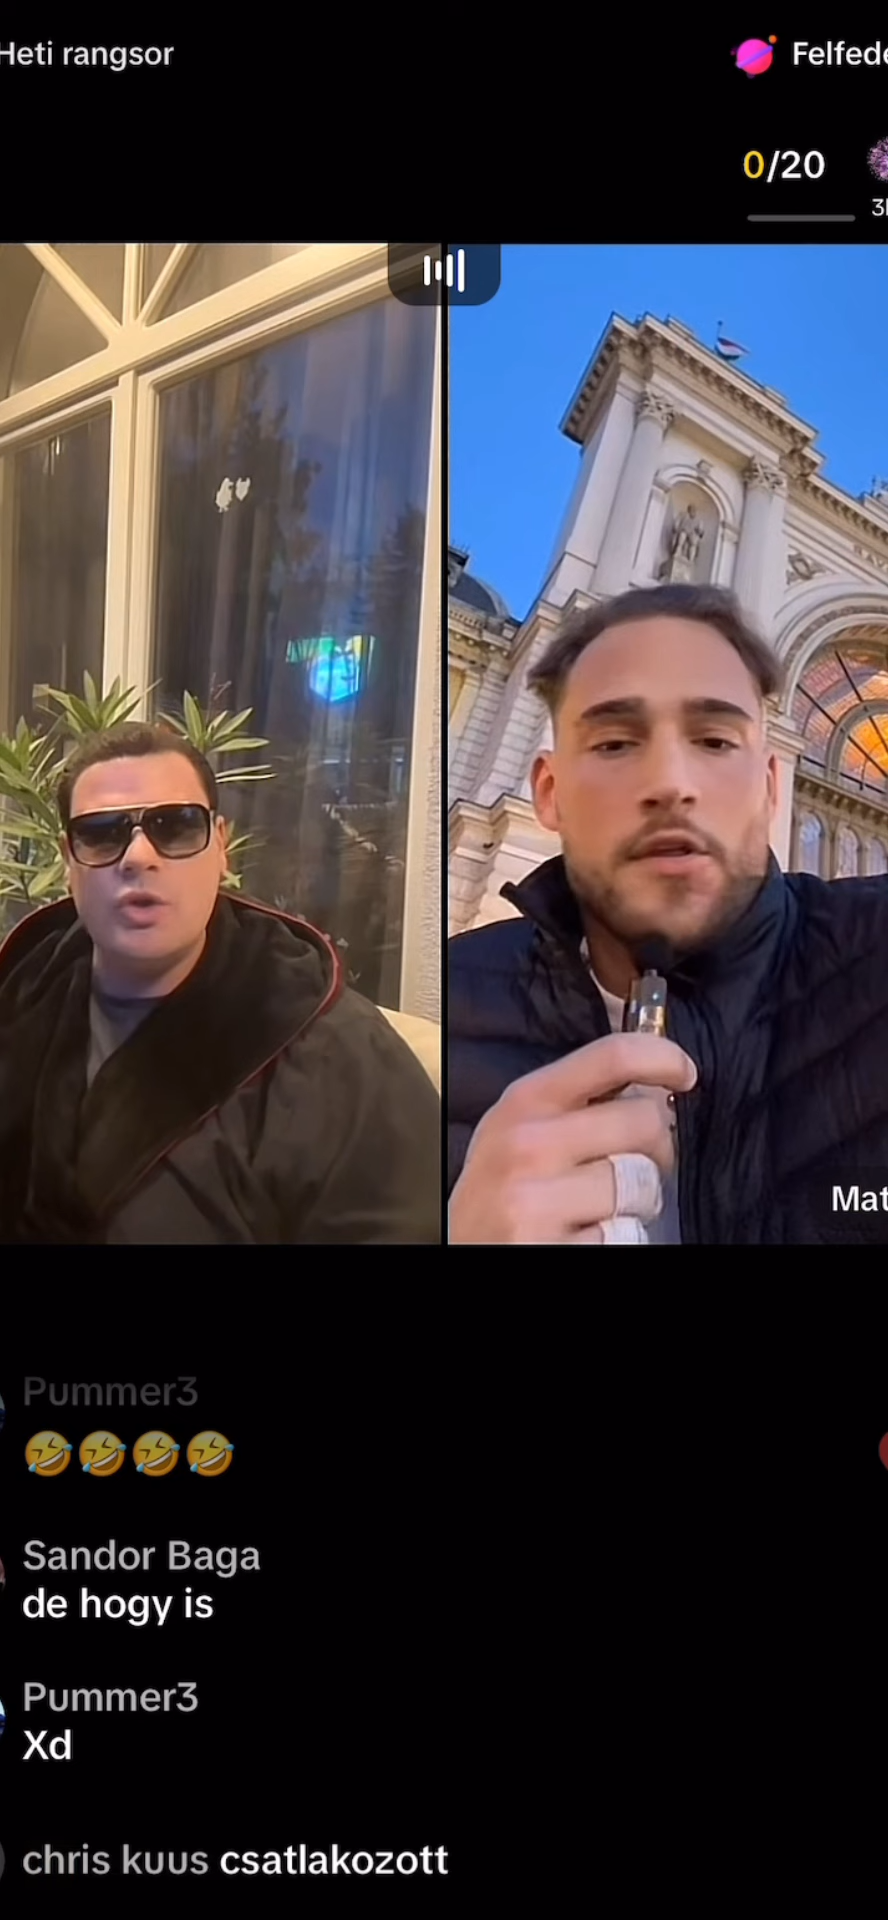 Heti rangsor
Felfede
0/20
Mat
Pummer3
🤣🤣🤣🤣
Sandor Baga
de hogy is
Pummer3
Xd
chris kuus csatlakozott